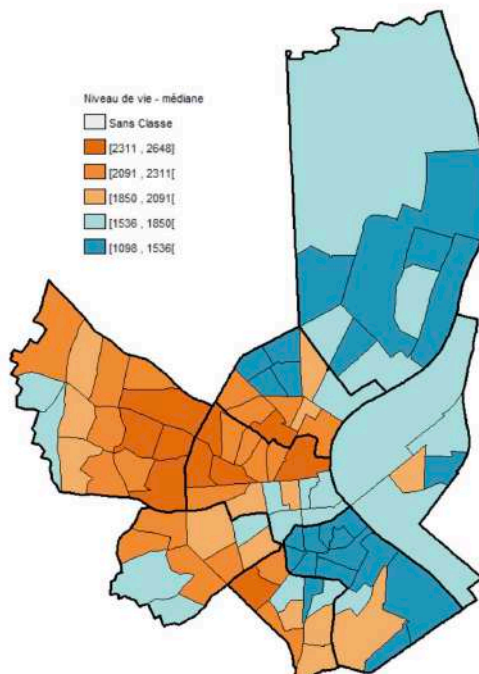 Niveau de vie - médiane
Sans Classe
[2311 , 2648]
[2091 , 2311[
[1850 , 2091[
[1536 , 1850[
[1098 , 1536[